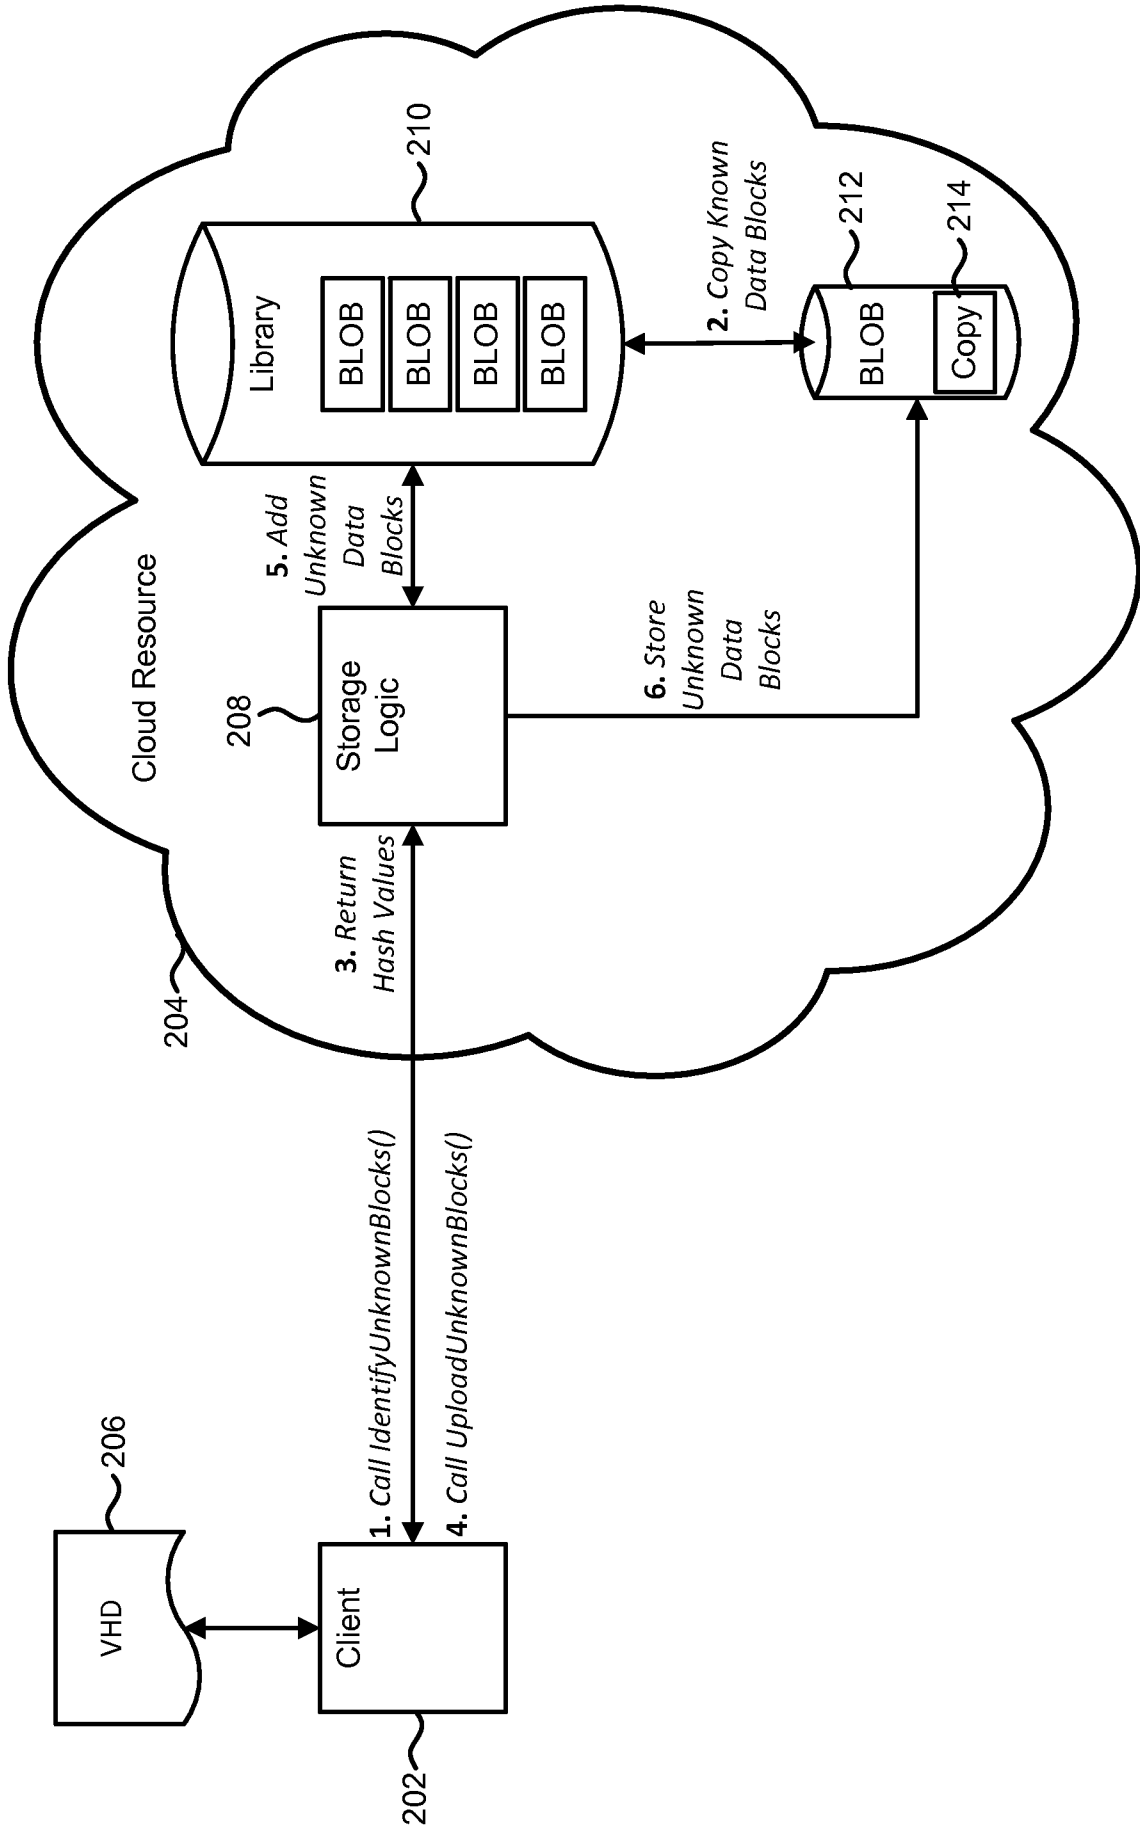 VHD
206
Client
202
1. Call IdentifyUnknownBlocks()
4. Call UploadUnknownBlocks()
204
Cloud Resource
3. Return
Hash Values
208
Storage
Logic
5. Add
Unknown
Data
Blocks
Library
BLOB
BLOB
BLOB
BLOB
210
6. Store
Unknown
Data
Blocks
2. Copy Known
Data Blocks
BLOB
212
Copy
214